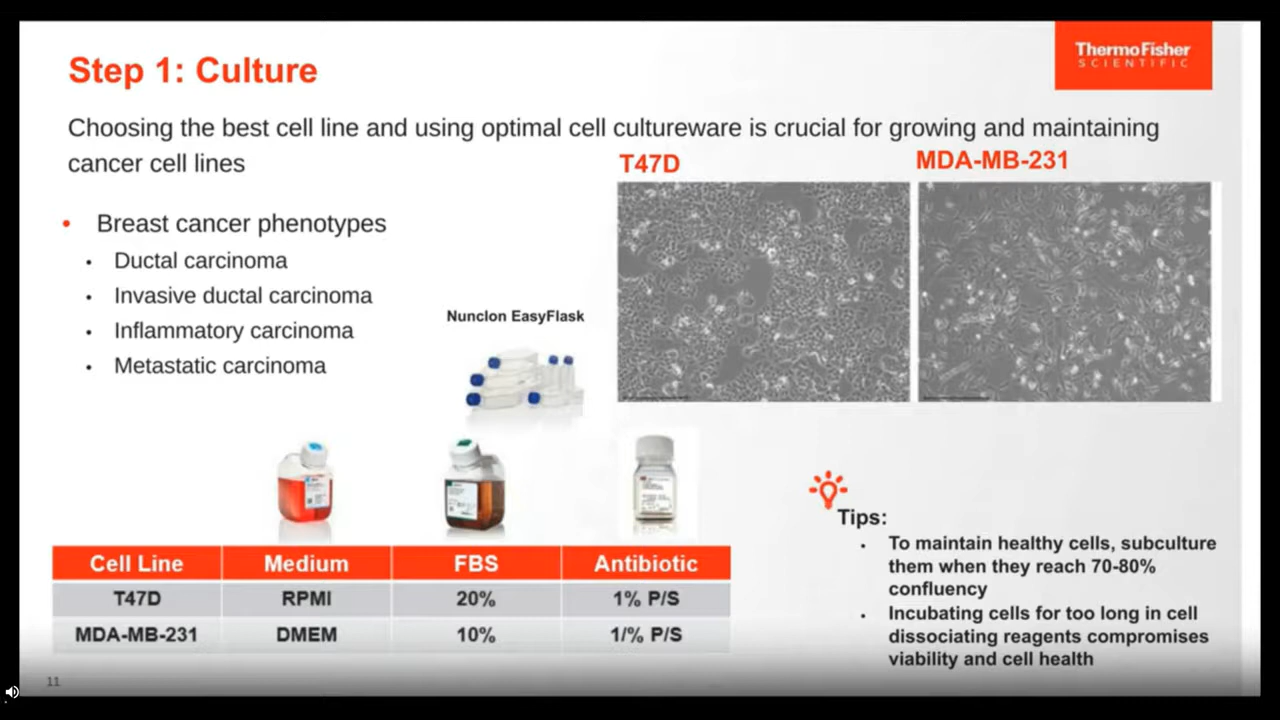 Step 1: Culture
ThermoFisher
SCIENTIFIC
Choosing the best cell line and using optimal cell cultureware is crucial for growing and maintaining
cancer cell lines
T47D
MDA-MB-231
• Breast cancer phenotypes
• Ductal carcinoma
• Invasive ductal carcinoma
• Inflammatory carcinoma
• Metastatic carcinoma
Nunclon EasyFlask
Cell Line Medium FBS Antibiotic
T47D RPMI 20% 1% P/S
MDA-MB-231 DMEM 10% 1/% P/S
Tips:
• To maintain healthy cells, subculture
them when they reach 70-80%
confluency
• Incubating cells for too long in cell
dissociating reagents compromises
viability and cell health
11